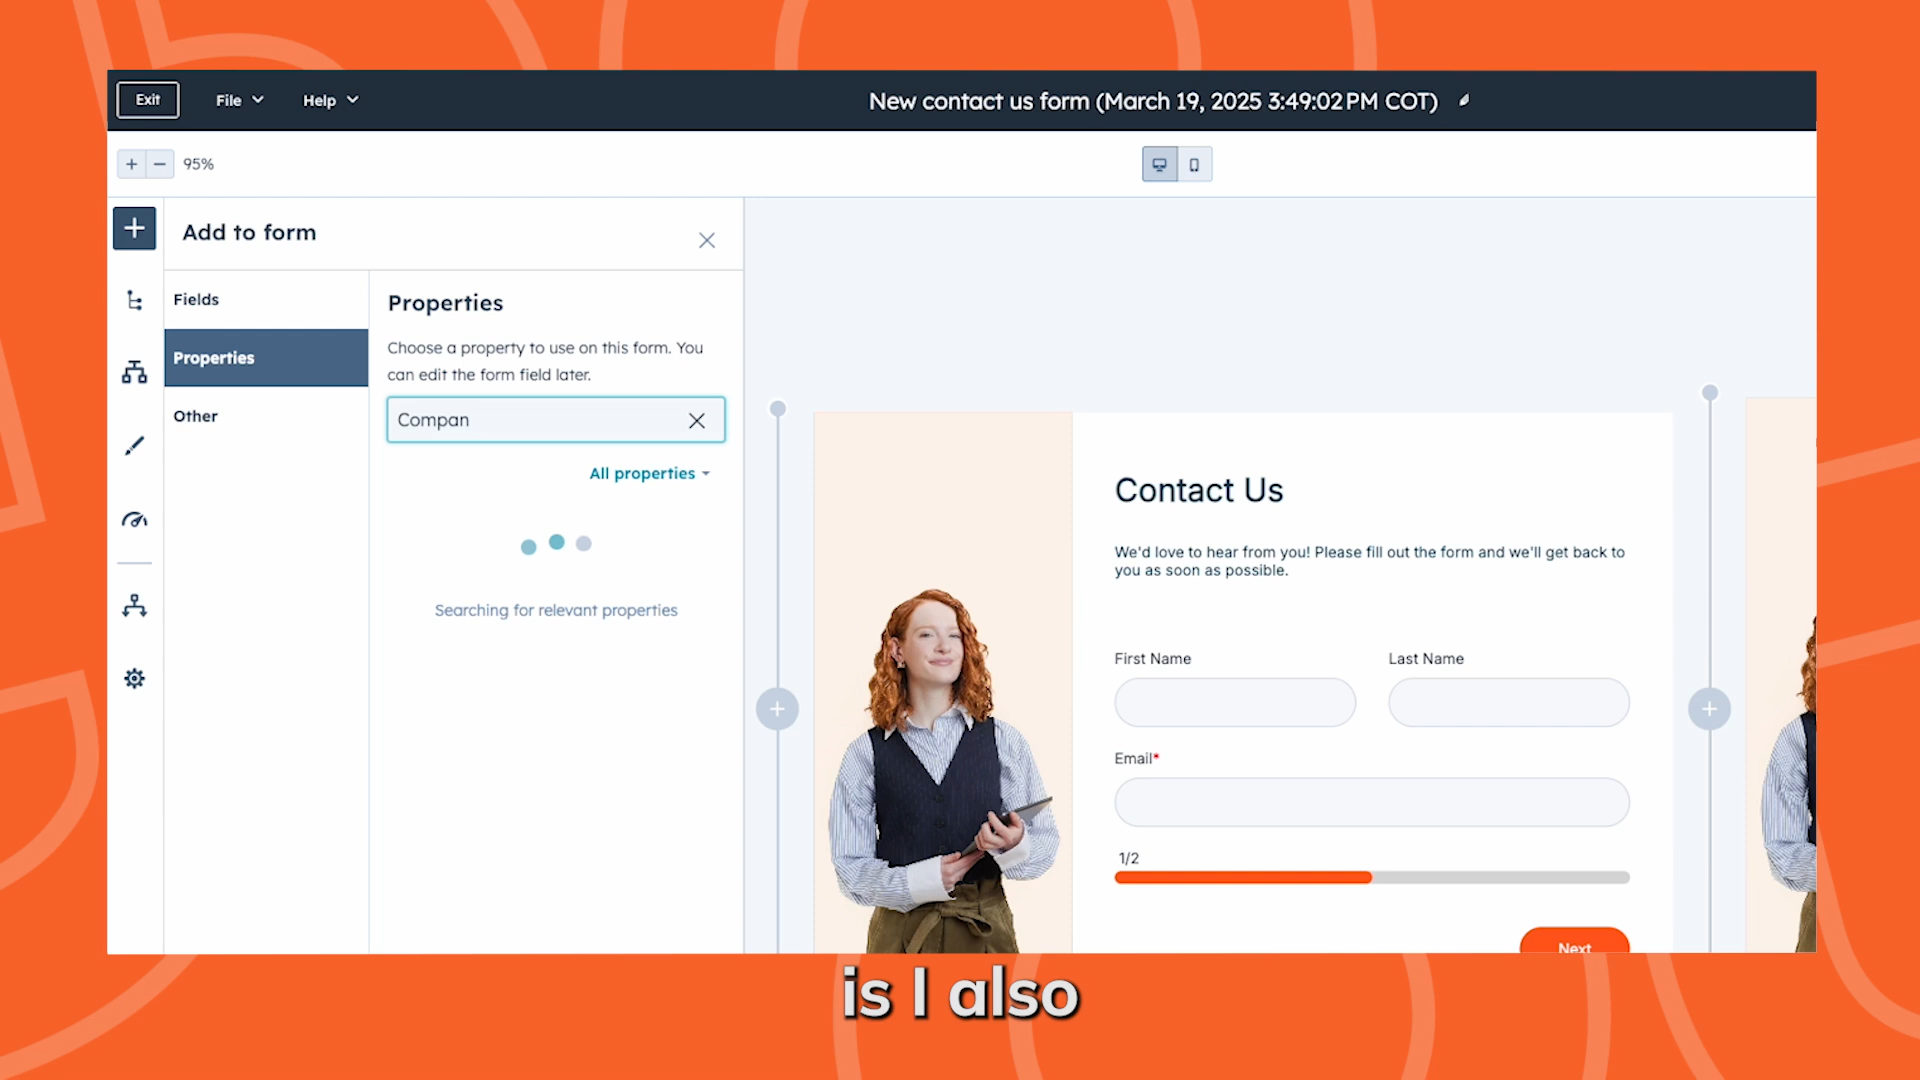 Exit
File
Help
New contact us form (March 19, 2025 3:49:02 PM COT)
+ − 95%
Add to form
Fields
Properties
Other
Properties
Choose a property to use on this form. You
can edit the form field later.
Compan
All properties
Searching for relevant properties
Contact Us
We'd love to hear from you! Please fill out the form and we'll get back to
you as soon as possible.
First Name
Last Name
Email*
1/2
Next
is I also